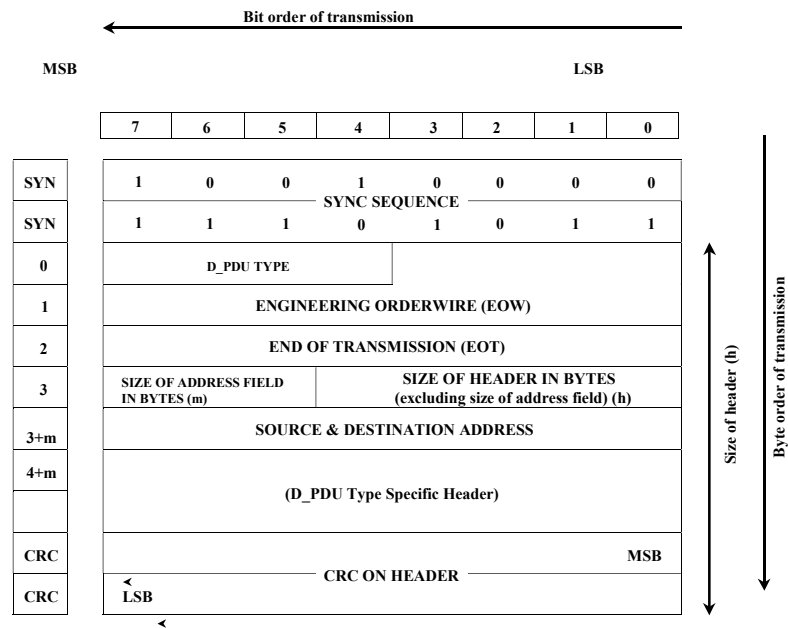 Bit order of transmission
MSB LSB
7 6 5 4 3 2 1 0
SYN 1 0 0 1 0 0 0 0
SYNC SEQUENCE
SYN 1 1 1 0 1 0 1 1
0 D_PDU TYPE
1 ENGINEERING ORDERWIRE (EOW)
2 END OF TRANSMISSION (EOT)
3 SIZE OF ADDRESS FIELD
IN BYTES (m)
SIZE OF HEADER IN BYTES
(excluding size of address field) (h)
3+m SOURCE & DESTINATION ADDRESS
4+m
(D_PDU Type Specific Header)
CRC MSB
CRC ON HEADER
CRC LSB
Size of header (h)
Byte order of transmission